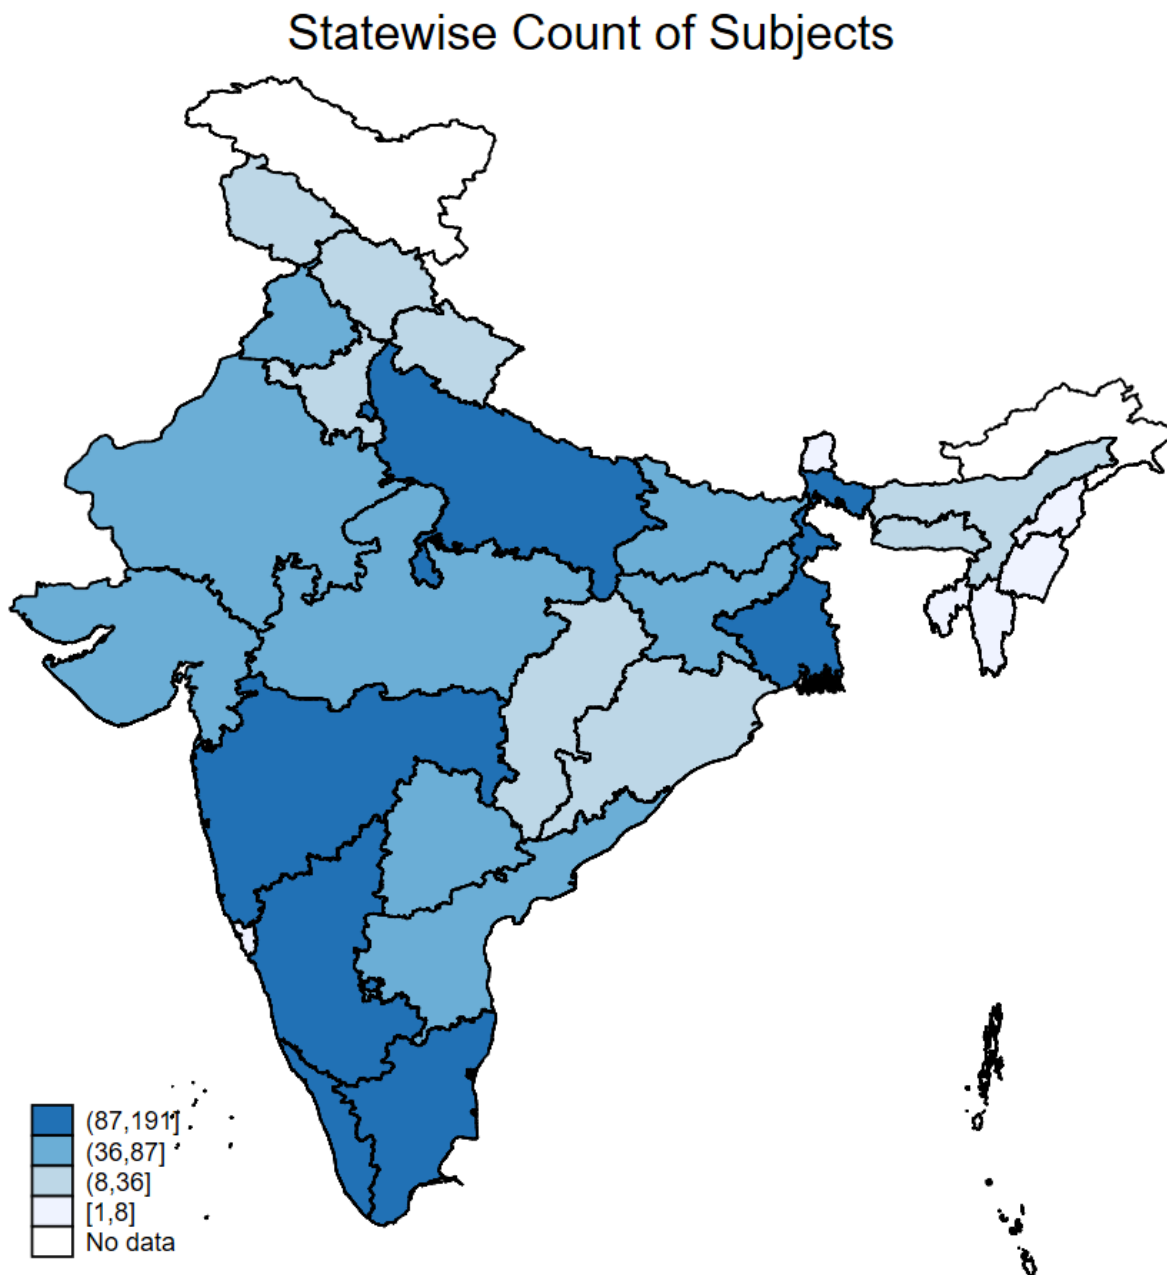 Statewise Count of Subjects
(87,191]
(36,87]
(8,36]
[1,8]
No data